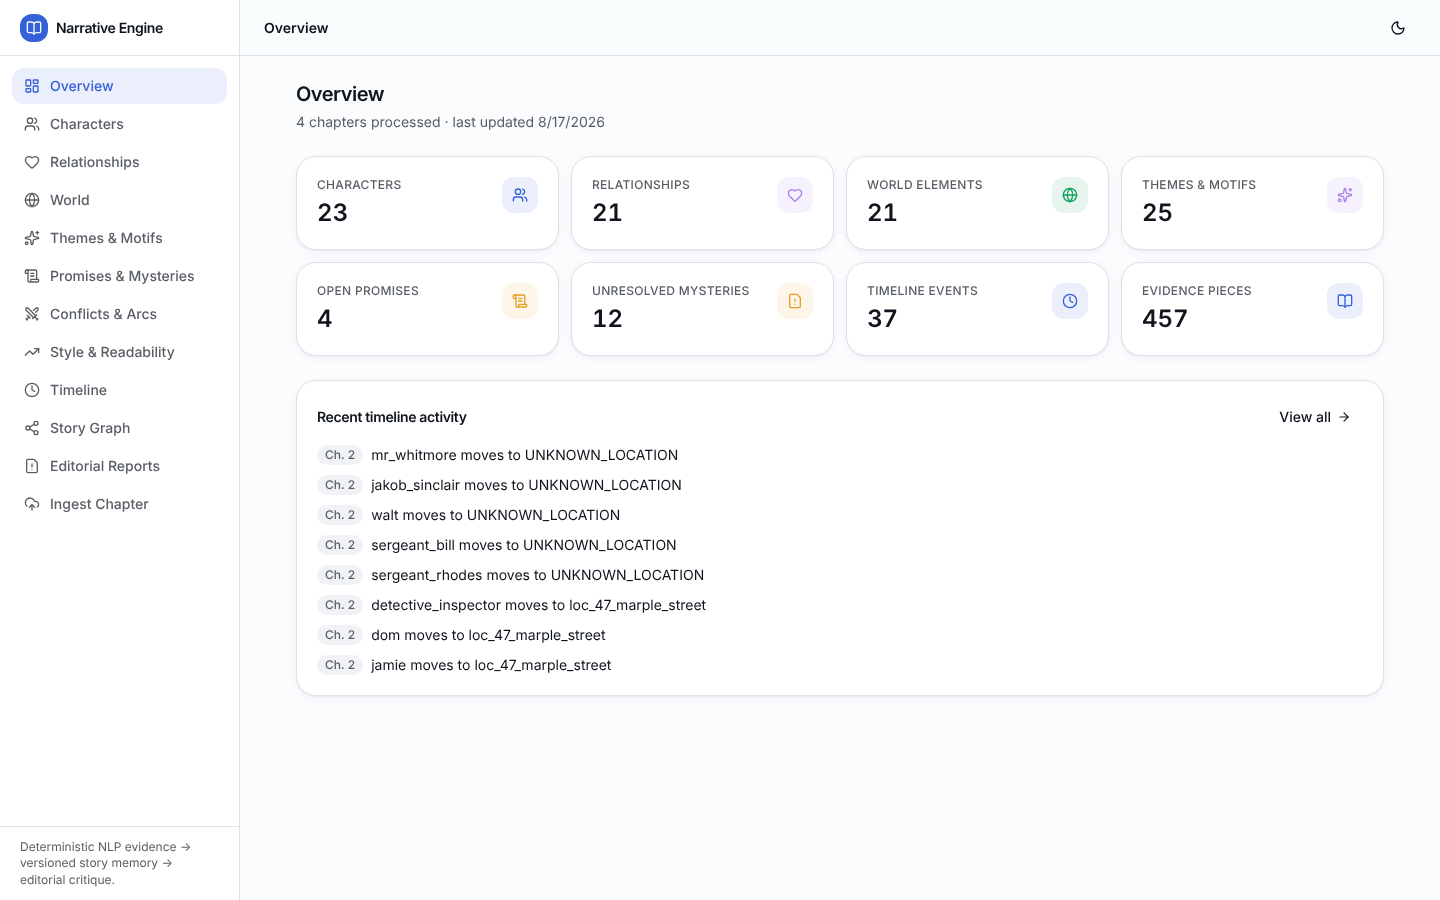 Narrative Engine
Overview
Overview
Characters
Relationships
World
Themes & Motifs
Promises & Mysteries
Conflicts & Arcs
Style & Readability
Timeline
Story Graph
Editorial Reports
Ingest Chapter
Deterministic NLP evidence →
versioned story memory →
editorial critique.
Overview
4 chapters processed · last updated 8/17/2026
CHARACTERS
23
RELATIONSHIPS
21
WORLD ELEMENTS
21
THEMES & MOTIFS
25
OPEN PROMISES
4
UNRESOLVED MYSTERIES
12
TIMELINE EVENTS
37
EVIDENCE PIECES
457
Recent timeline activity
View all →
Ch. 2 mr_whitmore moves to UNKNOWN_LOCATION
Ch. 2 jakob_sinclair moves to UNKNOWN_LOCATION
Ch. 2 walt moves to UNKNOWN_LOCATION
Ch. 2 sergeant_bill moves to UNKNOWN_LOCATION
Ch. 2 sergeant_rhodes moves to UNKNOWN_LOCATION
Ch. 2 detective_inspector moves to loc_47_marple_street
Ch. 2 dom moves to loc_47_marple_street
Ch. 2 jamie moves to loc_47_marple_street